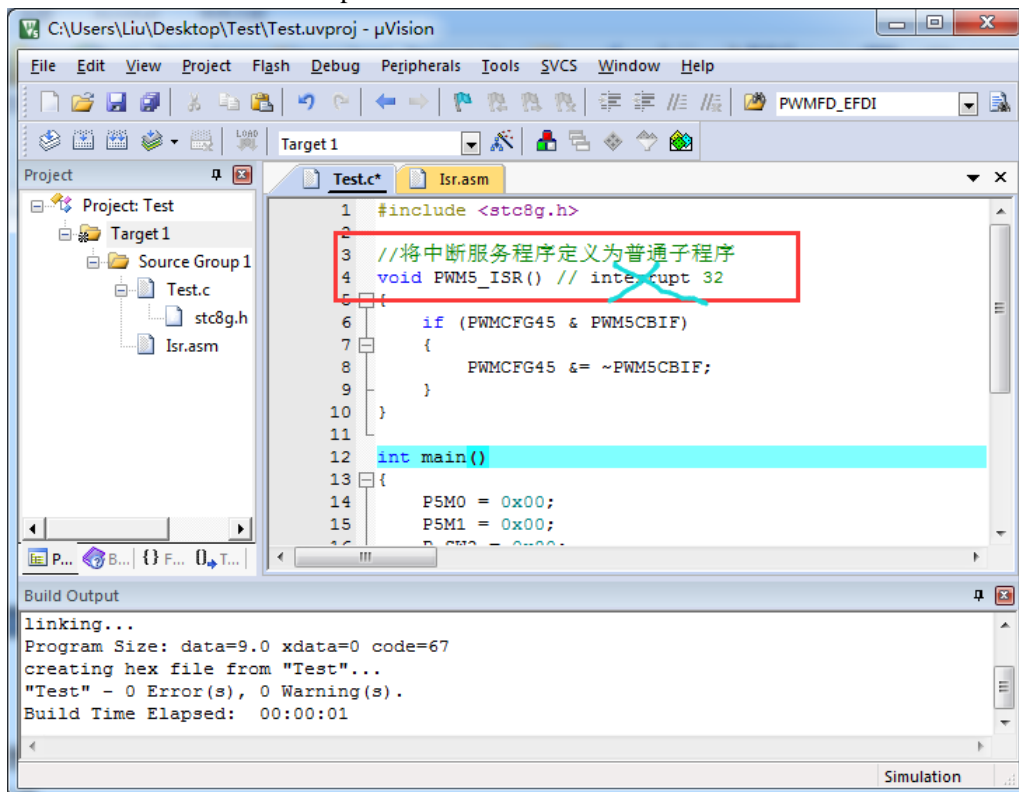 C:\Users\Liu\Desktop\Test\Test.uvproj - µVision
File Edit View Project Flash Debug Peripherals Tools SVCS Window Help
PWMFD_EFDI
LOAD Target 1
Project
Test.c* Isr.asm
Project: Test
Target 1
Source Group 1
Test.c
stc8g.h
Isr.asm
1 #include <stc8g.h>
2
3 //将中断服务程序定义为普通子程序
4 void PWM5_ISR() // interrupt 32
5 {
6 if (PWMCFG45 & PWM5CBIF)
7 {
8 PWMCFG45 &= ~PWM5CBIF;
9 }
10 }
11
12 int main()
13 {
14 P5M0 = 0x00;
15 P5M1 = 0x00;
P... B... {} F... 0 T...
Build Output
linking...
Program Size: data=9.0 xdata=0 code=67
creating hex file from "Test"...
"Test" - 0 Error(s), 0 Warning(s).
Build Time Elapsed: 00:00:01
Simulation